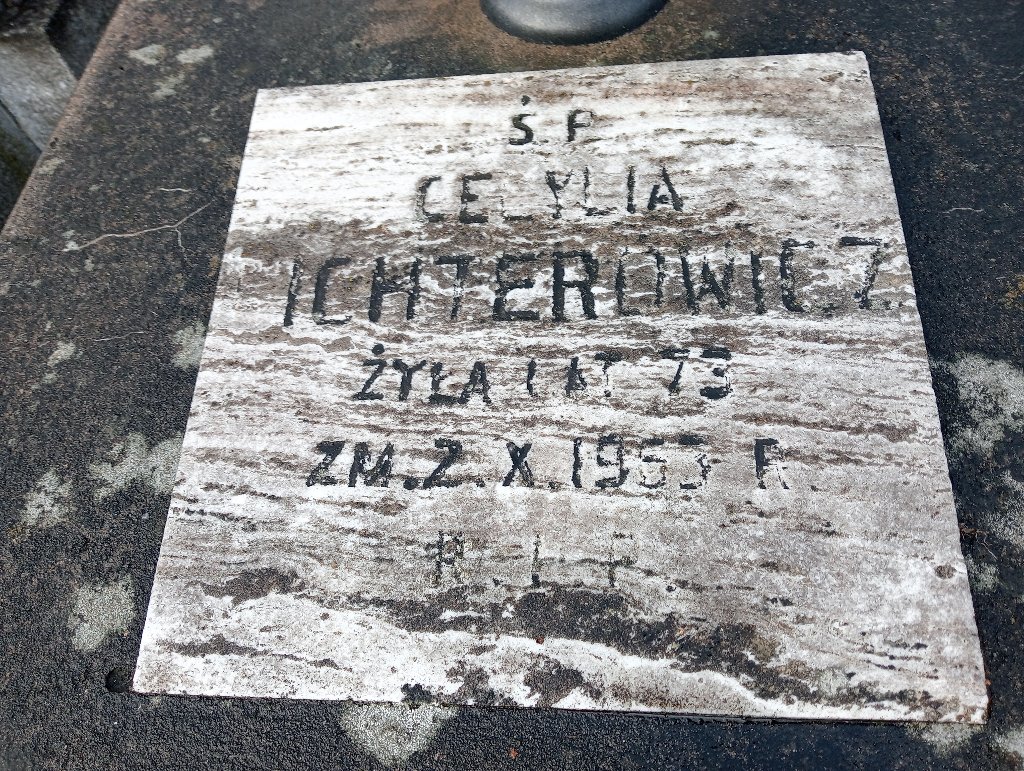 Ś.P
CECYLIA
ICHTEROWICZ
ŻYŁA LAT 73
ZM.2.X.1953 R.
R.I.P